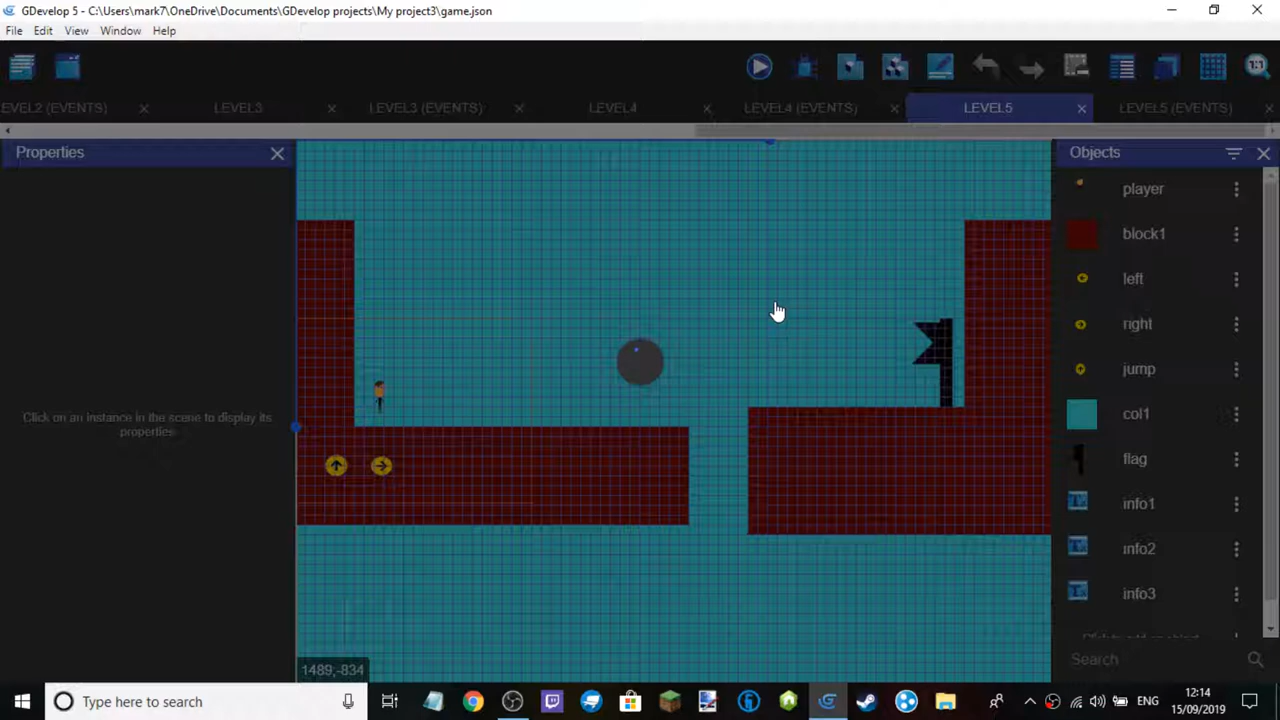 GDevelop 5 - C:\Users\mark7\OneDrive\Documents\GDevelop projects\My project3\game.json
File Edit View Window Help
EVEL2 (EVENTS) LEVEL3 LEVEL3 (EVENTS) LEVEL4 LEVEL4 (EVENTS) LEVEL5 LEVEL5 (EVENTS)
Properties
Click on an instance in the scene to display its
properties
Objects
player
block1
left
right
jump
col1
flag
info1
info2
info3
Search
1489;-834
1:1
Type here to search
ENG
12:14
15/09/2019